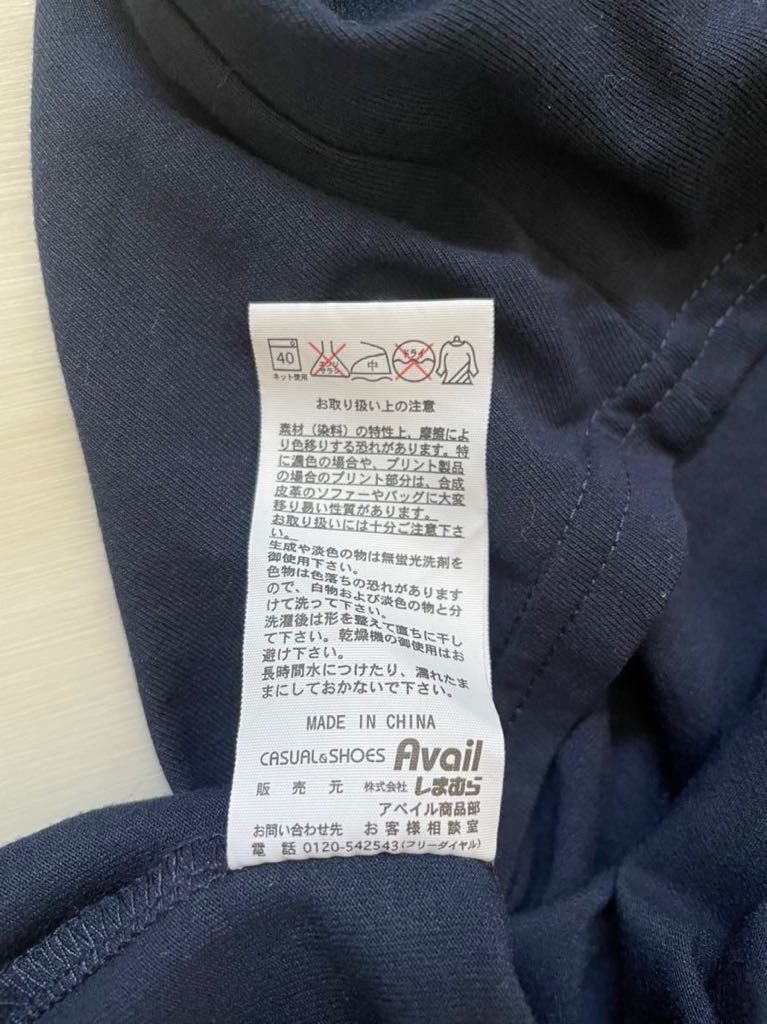 40 エンソサラシ 中 ドライ
ネット使用
お取り扱い上の注意
素材（染料）の特性上、摩擦によ
り色移りする恐れがあります。特
に濃色の場合や、プリント製品
の場合のプリント部分は、合成
皮革のソファーやバッグに大変
移り易い性質があります。
お取り扱いには十分ご注意下さ
い。
生成や淡色の物は無蛍光洗剤を
御使用下さい。
色物は色落ちの恐れがあります
ので、白物および淡色の物と分
けて洗って下さい。
洗濯後は形を整えて直ちに干し
て下さい。乾燥機の御使用はお
避け下さい。
長時間水につけたり、濡れたま
まにしておかないで下さい。
MADE IN CHINA
CASUAL&SHOES Avail
販売元 株式会社しまむら
アベイル商品部
お問い合わせ先 お客様相談室
電話 0120-542543(フリーダイヤル)